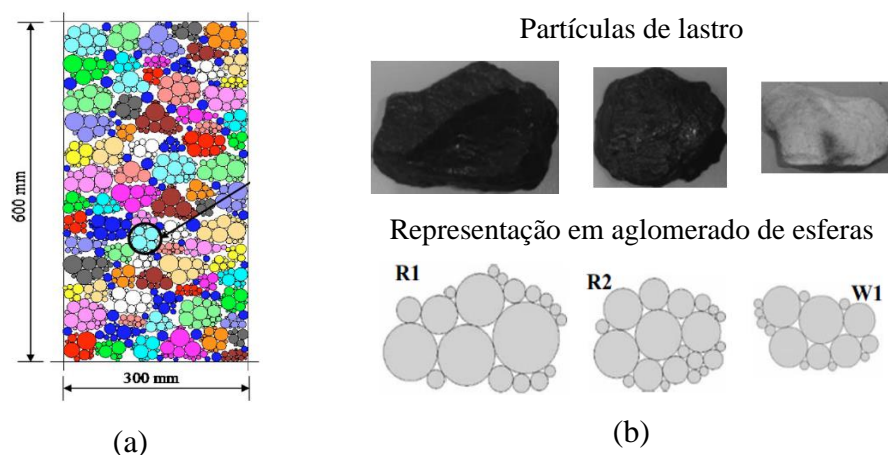 600 mm
300 mm
(a)
Partículas de lastro
Representação em aglomerado de esferas
R1
R2
W1
(b)